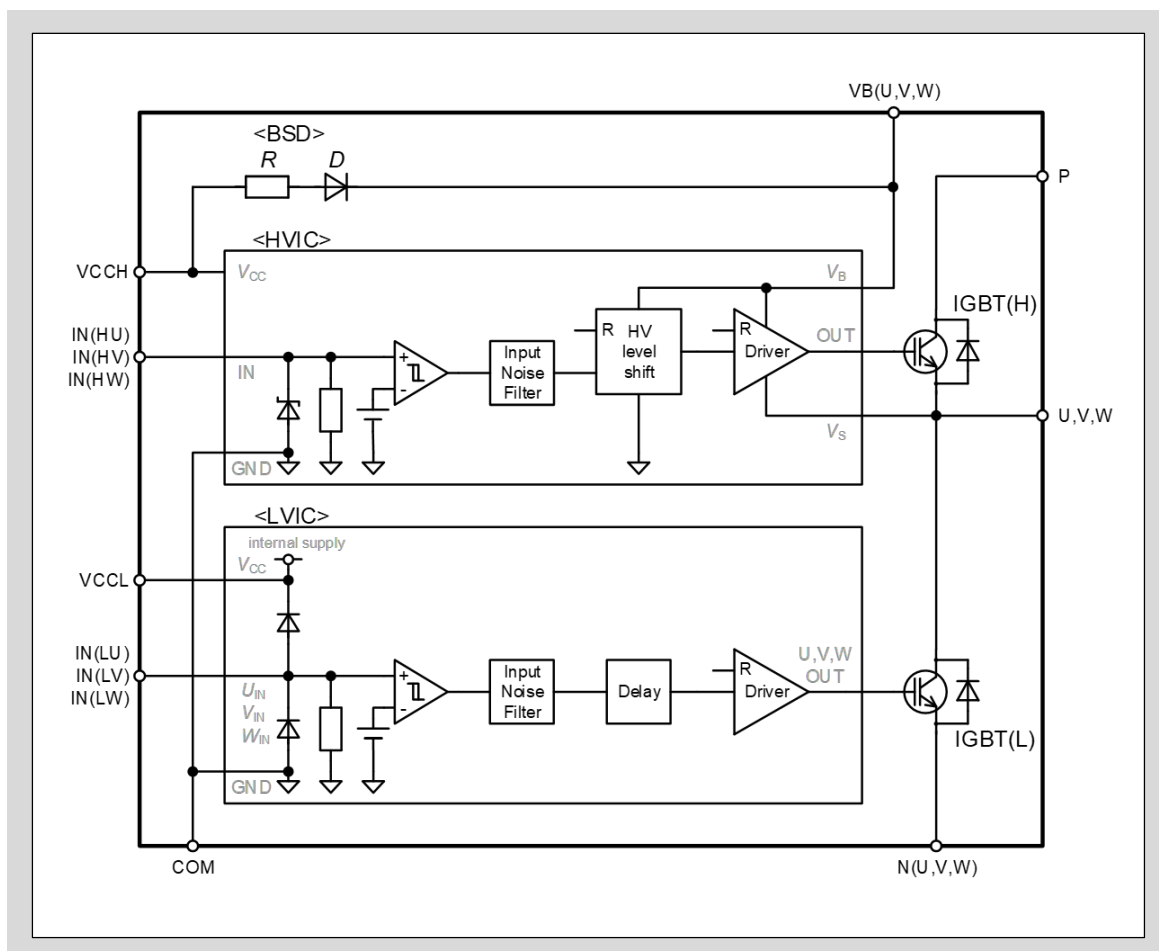 VB(U,V,W)
<BSD>
R D
P
<HVIC>
VCCH
VCC
VB
IGBT(H)
IN(HU)
IN(HV)
IN(HW)
IN
+
-
Input
Noise
Filter
R HV
level
shift
R
Driver
OUT
U,V,W
VS
GND
<LVIC>
internal supply
VCC
VCCL
IN(LU)
IN(LV)
IN(LW)
UIN
VIN
WIN
+
-
Input
Noise
Filter
Delay
R
Driver
U,V,W
OUT
IGBT(L)
GND
COM
N(U,V,W)